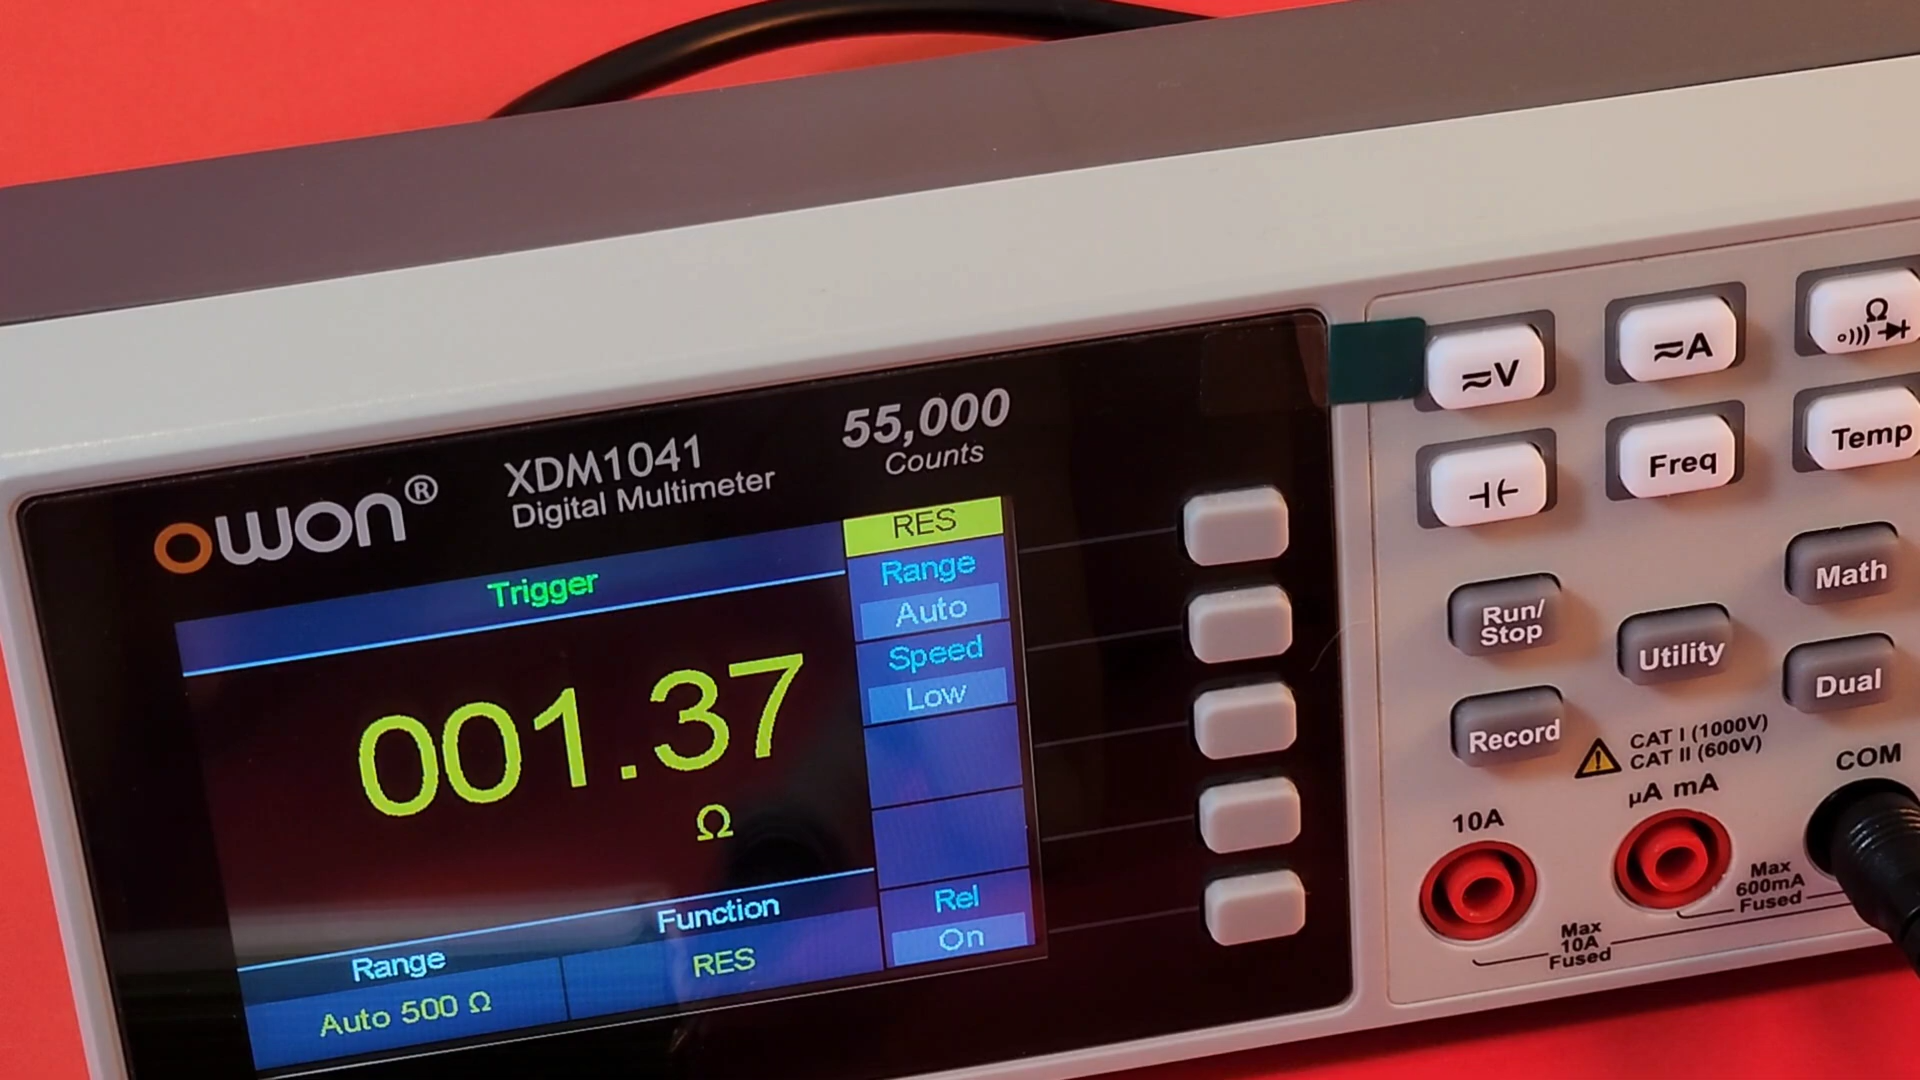 owon®
XDM1041
Digital Multimeter
55,000
Counts
Trigger
001.37
Ω
Range
Auto 500 Ω
Function
RES
RES
Range
Auto
Speed
Low
Rel
On
≂V
≂A
Ω
Freq
Temp
Run/
Stop
Utility
Math
Record
Dual
CAT I (1000V)
CAT II (600V)
10A
µA mA
COM
Max
10A
Fused
Max
600mA
Fused